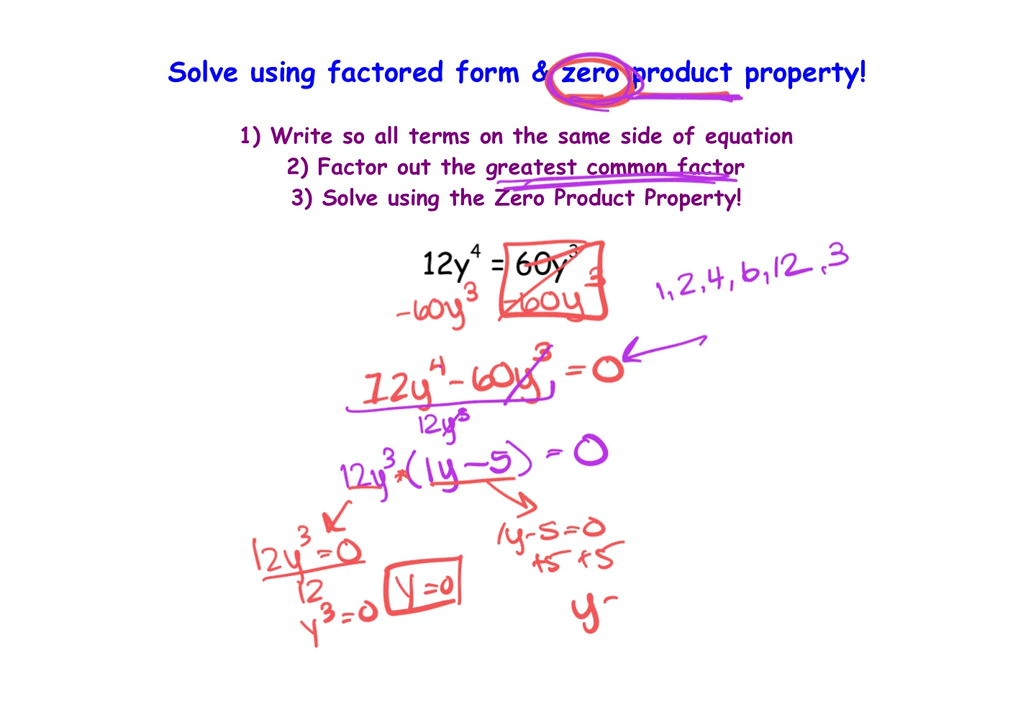 Solve using factored form & zero product property!
1) Write so all terms on the same side of equation
2) Factor out the greatest common factor
3) Solve using the Zero Product Property!
12y⁴ = 60y³
-60y³ -60y³
1, 2, 4, 6, 12, 3
12y⁴ - 60y³ = 0
12y³
12y³ • (1y - 5) = 0
12y³ = 0
12
y³ = 0
y = 0
1y - 5 = 0
+5 +5
y -